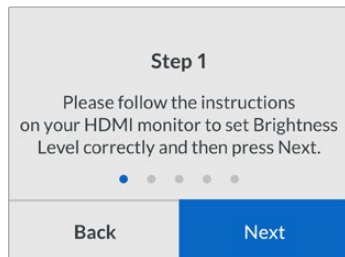 Step 1
Please follow the instructions
on your HDMI monitor to set Brightness
Level correctly and then press Next.
Back
Next